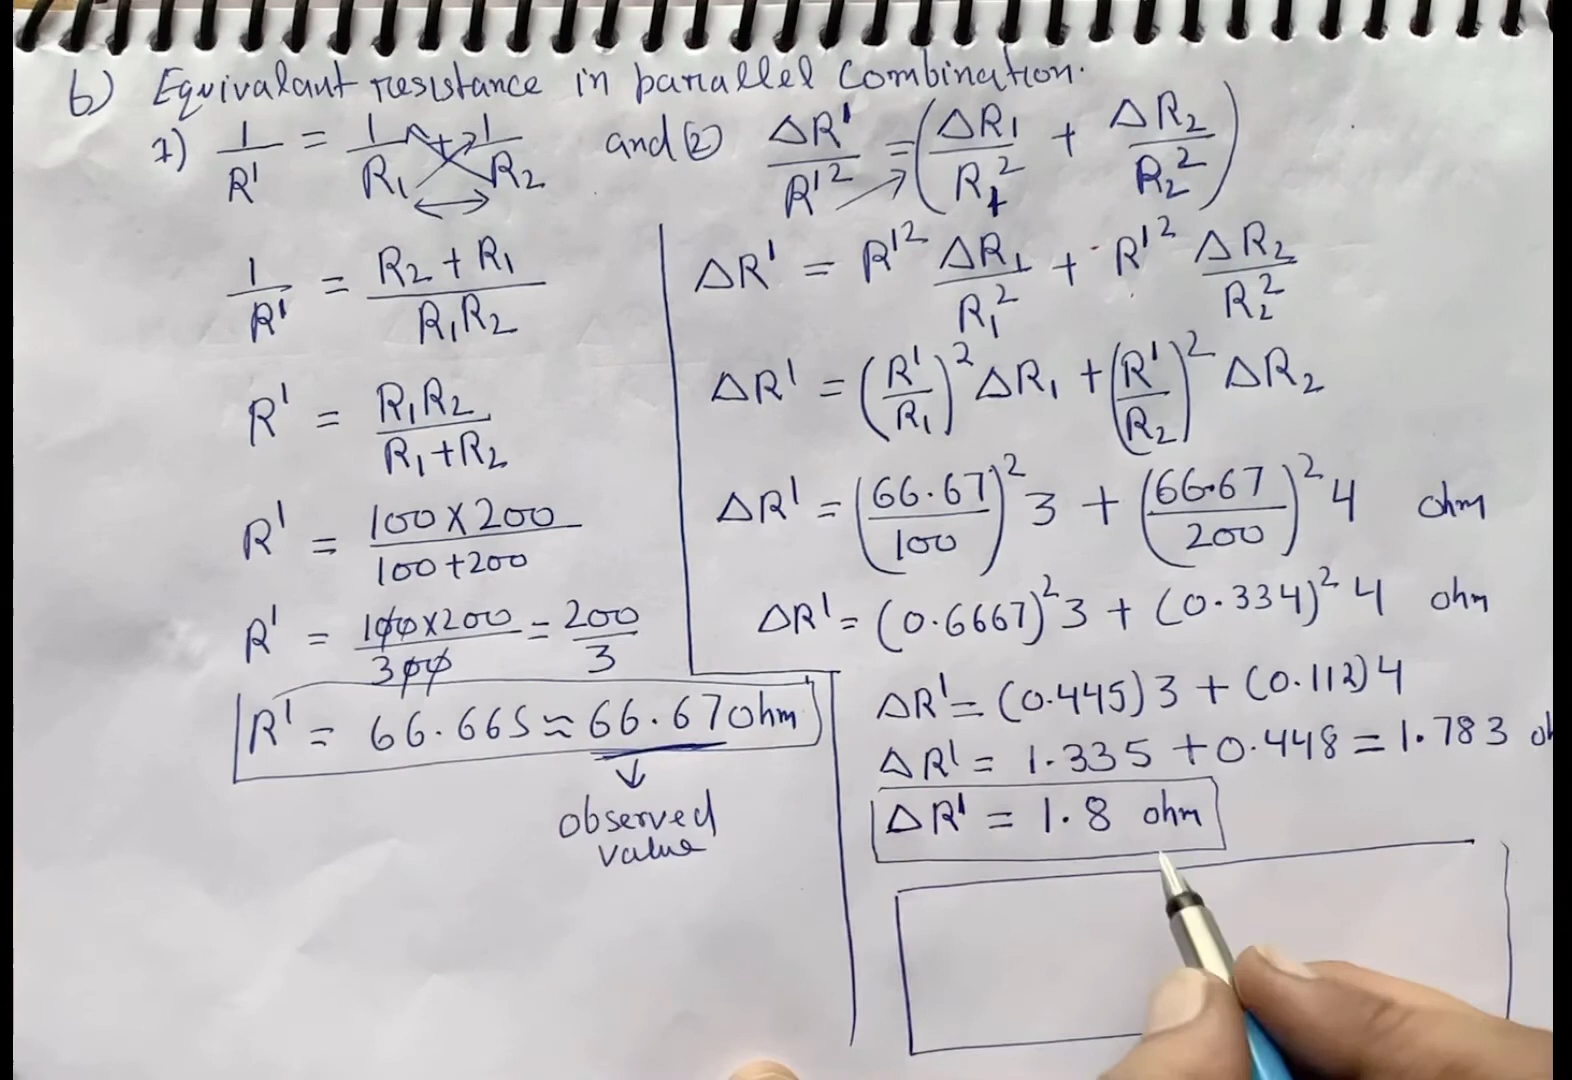 b) Equivalant resistance in parallel combination.
1) 1/R' = 1/R₁ + 1/R₂ and ② ΔR'/R'² = (ΔR₁/R₁² + ΔR₂/R₂²)
1/R' = R₂ + R₁/R₁R₂
R' = R₁R₂/R₁+R₂
R' = 100 X 200/100+200
R' = 100 x 200/300 = 200/3
R' = 66.665 ≈ 66.67 ohm
↓
observed
value
ΔR' = R'² ΔR₁/R₁² + R'² ΔR₂/R₂²
ΔR' = (R'/R₁)² ΔR₁ + (R'/R₂)² ΔR₂
ΔR' = (66.67/100)² 3 + (66.67/200)² 4 ohm
ΔR' = (0.6667)² 3 + (0.334)² 4 ohm
ΔR' = (0.445)3 + (0.112)4
ΔR' = 1.335 + 0.448 = 1.783 oh
ΔR' = 1.8 ohm